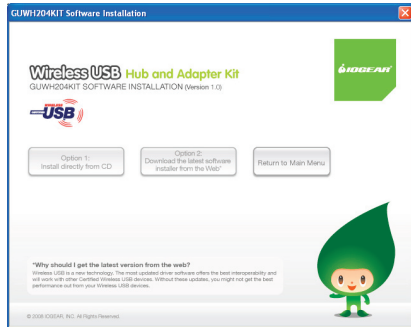 GUWH204KIT Software Installation
IOGEAR
Wireless USB Hub and Adapter Kit
GUWH204KIT SOFTWARE INSTALLATION (Version 1.0)
WIRELESS
USB
Option 1:
Install directly from CD
Option 2:
Download the latest software
installer from the Web*
Return to Main Menu
*Why should I get the latest version from the web?
Wireless USB is a new technology. The most updated driver software offers the best interoperability and
will work with other Certified Wireless USB devices. Without these updates, you might not get the best
performance out from your Wireless USB devices.
© 2008 IOGEAR, INC. All Rights Reserved.